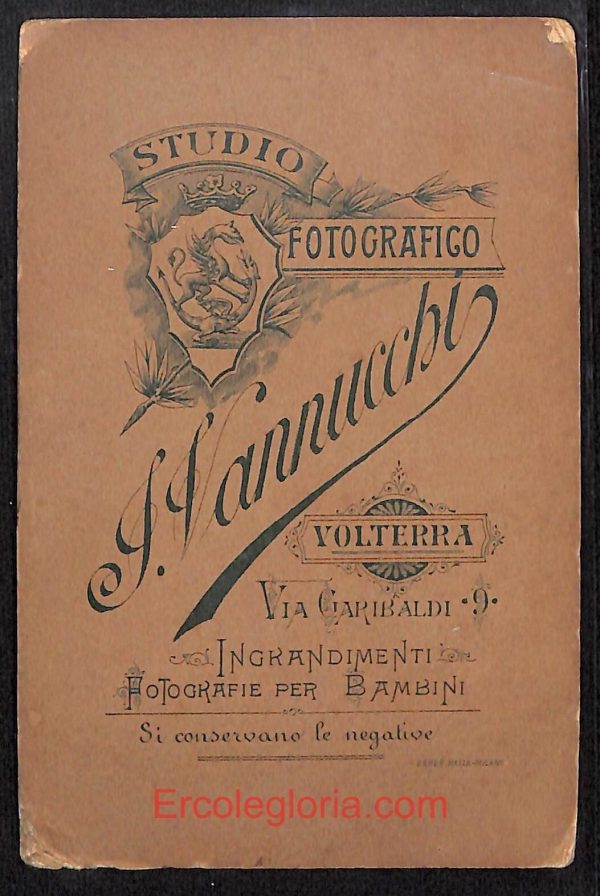 STUDIO
FOTOGRAFICO
J. Vannucchi
VOLTERRA
VIA GARIBALDI · 9 ·
INGRANDIMENTI
FOTOGRAFIE PER BAMBINI
Si conservano le negative
Ercolegloria.com